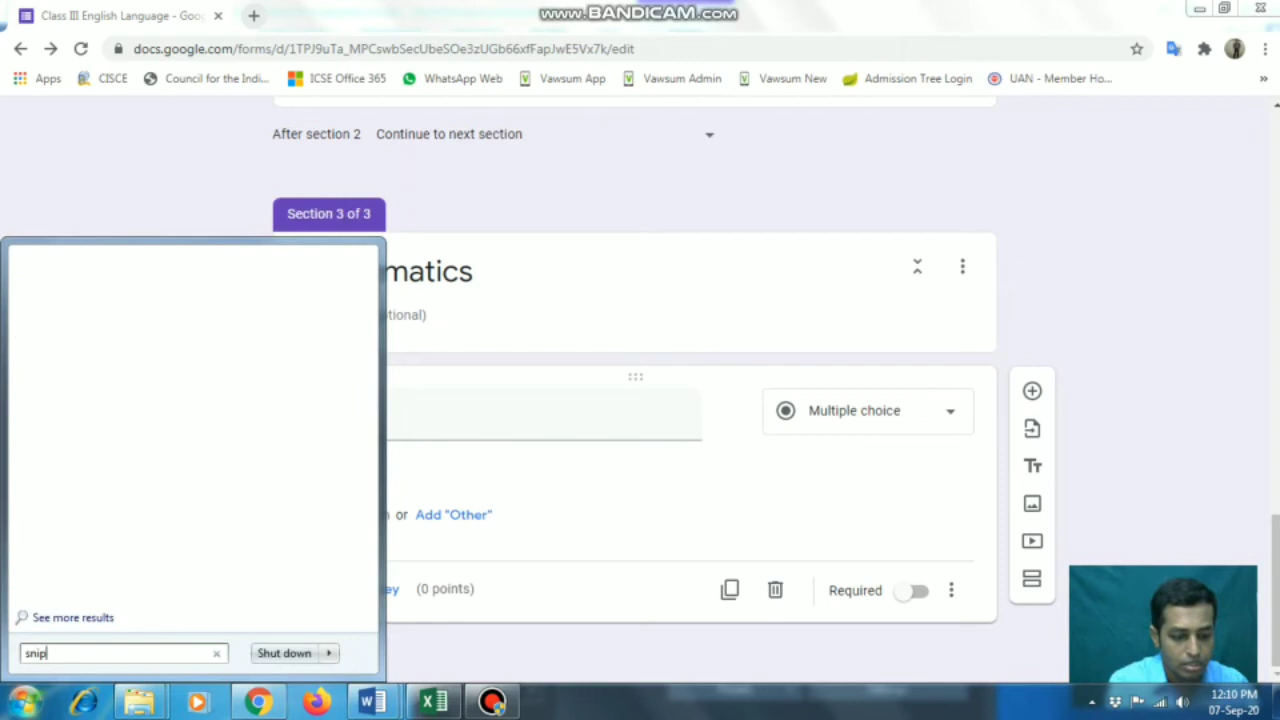 Class III English Language - Goo
www.BANDICAM.com
docs.google.com/forms/d/1TPJ9uTa_MPCswbSecUbeSOe3zUGb66xfFapJwE5Vx7k/edit
Apps
CISCE
Council for the Indi...
ICSE Office 365
WhatsApp Web
Vawsum App
Vawsum Admin
Vawsum New
Admission Tree Login
UAN - Member Ho...
»
After section 2 Continue to next section
Section 3 of 3
matics
tional)
Multiple choice
or Add "Other"
ey (0 points)
Required
See more results
snip
Shut down
12:10 PM
07-Sep-20